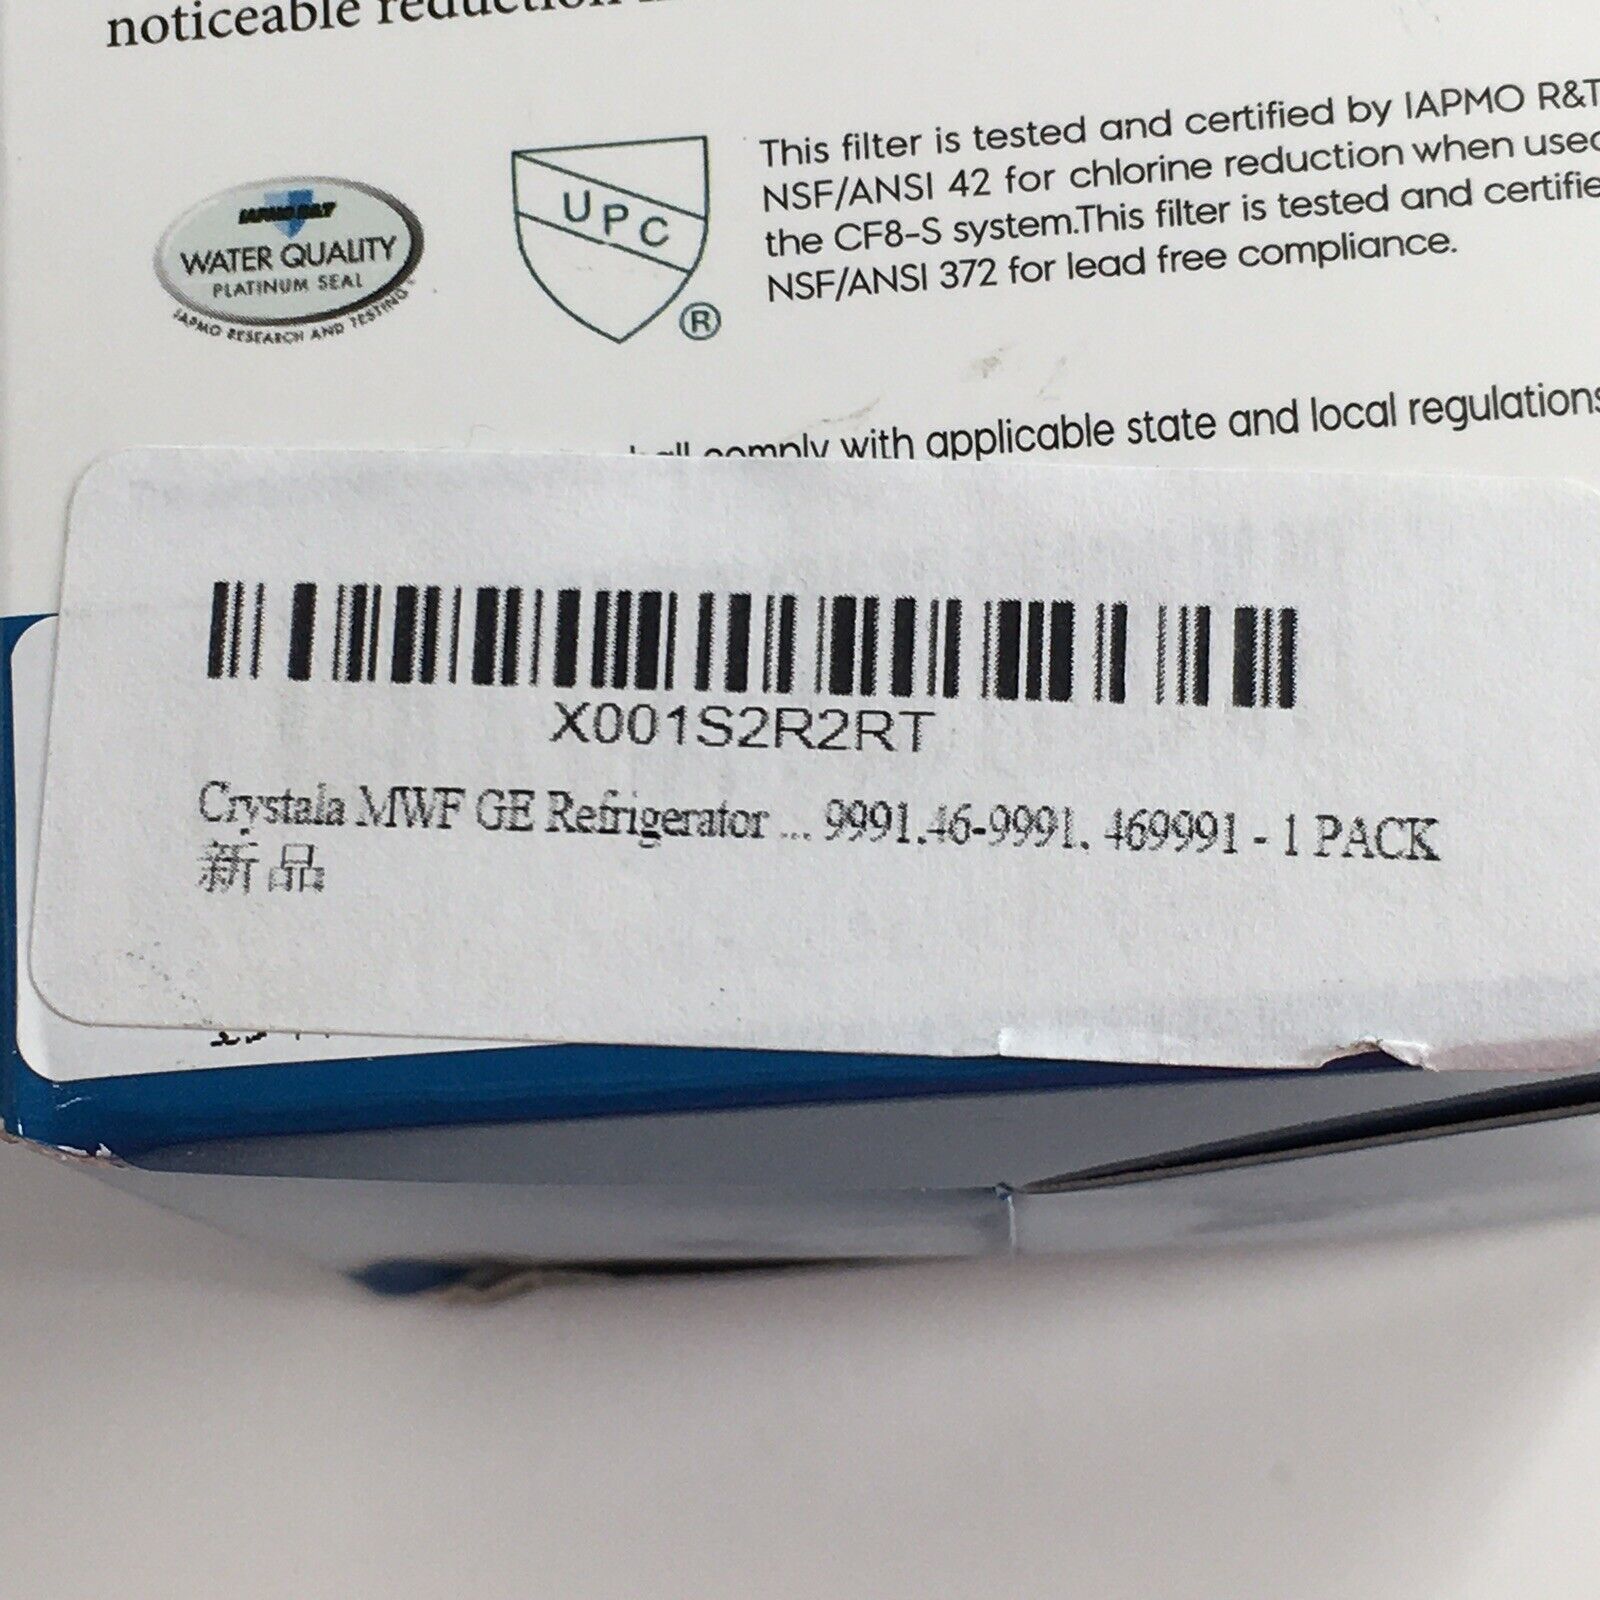 noticeable reduction
IAPMO R&T
WATER QUALITY
PLATINUM SEAL
IAPMO RESEARCH AND TESTING
UPC
®
This filter is tested and certified by IAPMO R&T
NSF/ANSI 42 for chlorine reduction when used
the CF8-S system.This filter is tested and certifie
NSF/ANSI 372 for lead free compliance.
comply with applicable state and local regulations
X001S2R2RT
Crystala MWF GE Refrigerator ... 9991.46-9991. 469991 - 1 PACK
新品